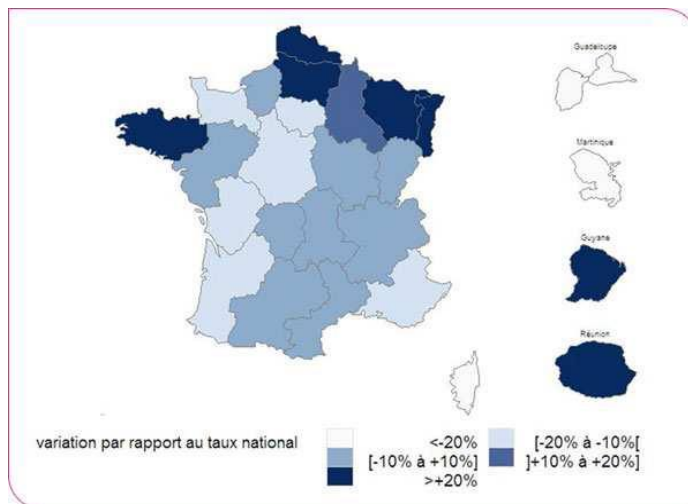 Guadeloupe
Martinique
Guyane
Réunion
variation par rapport au taux national
<-20% [-20% à -10%[
[-10% à +10%] ]+10% à +20%]
>+20%